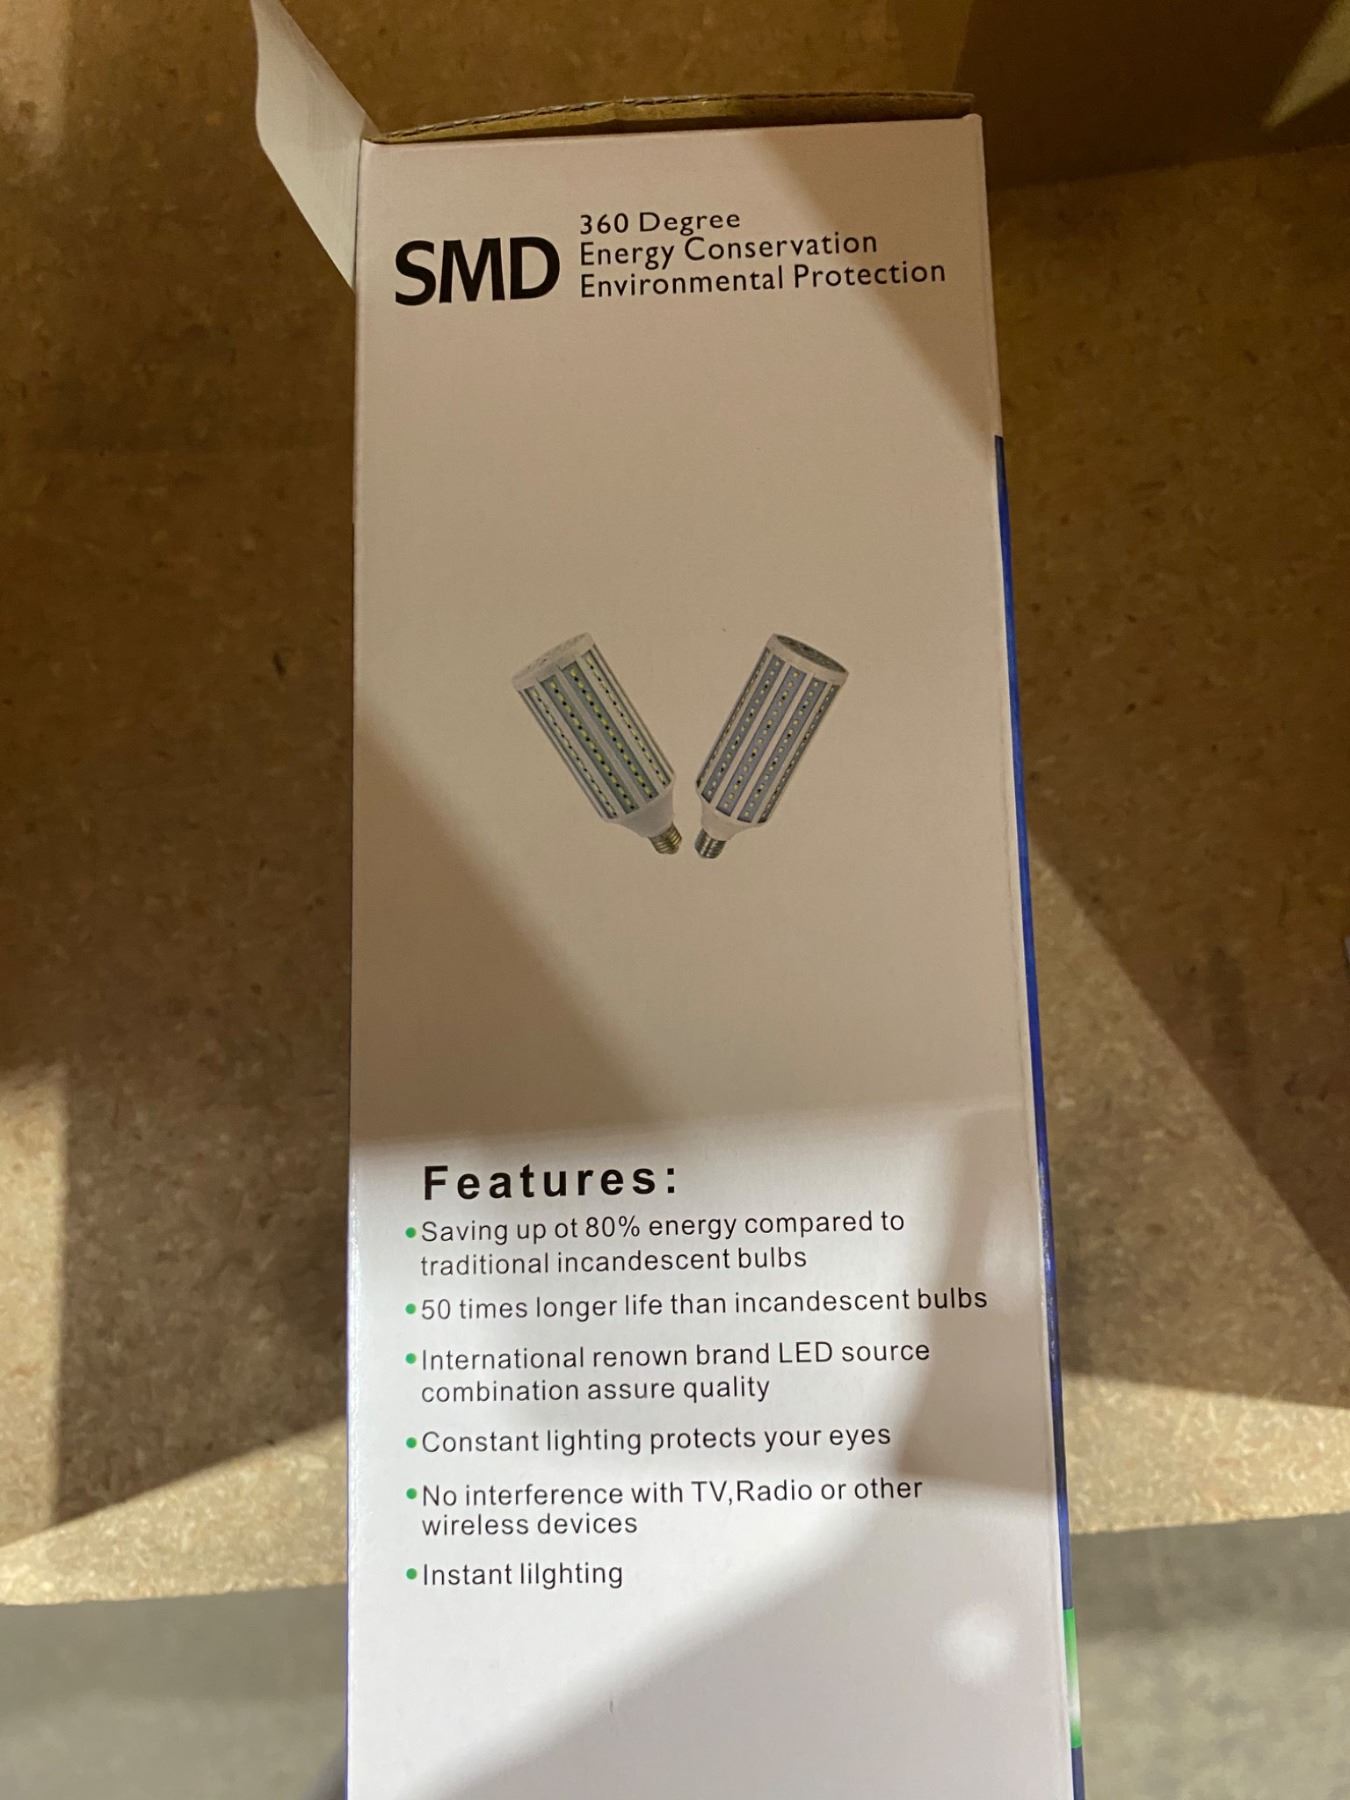 SMD
360 Degree
Energy Conservation
Environmental Protection
Features:
•Saving up ot 80% energy compared to
traditional incandescent bulbs
•50 times longer life than incandescent bulbs
•International renown brand LED source
combination assure quality
•Constant lighting protects your eyes
•No interference with TV,Radio or other
wireless devices
•Instant lilghting